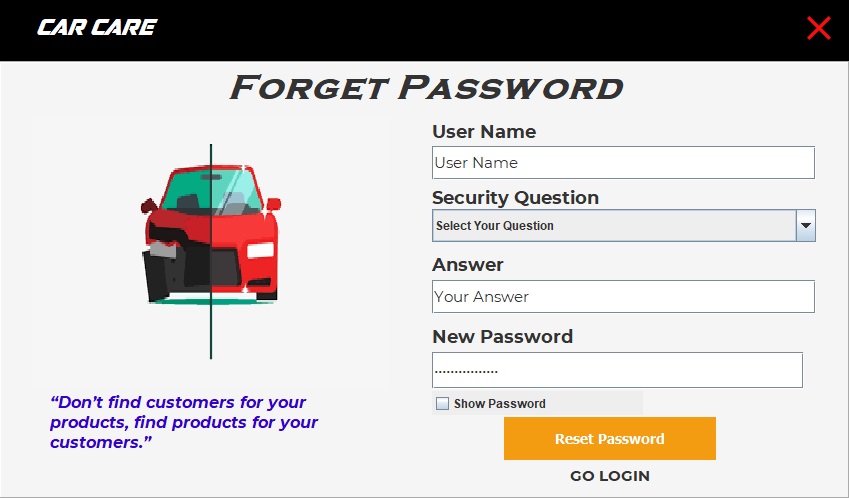 CAR CARE
FORGET PASSWORD
User Name
User Name
Security Question
Select Your Question
Answer
Your Answer
New Password
................
Show Password
“Don’t find customers for your
products, find products for your
customers.”
Reset Password
GO LOGIN